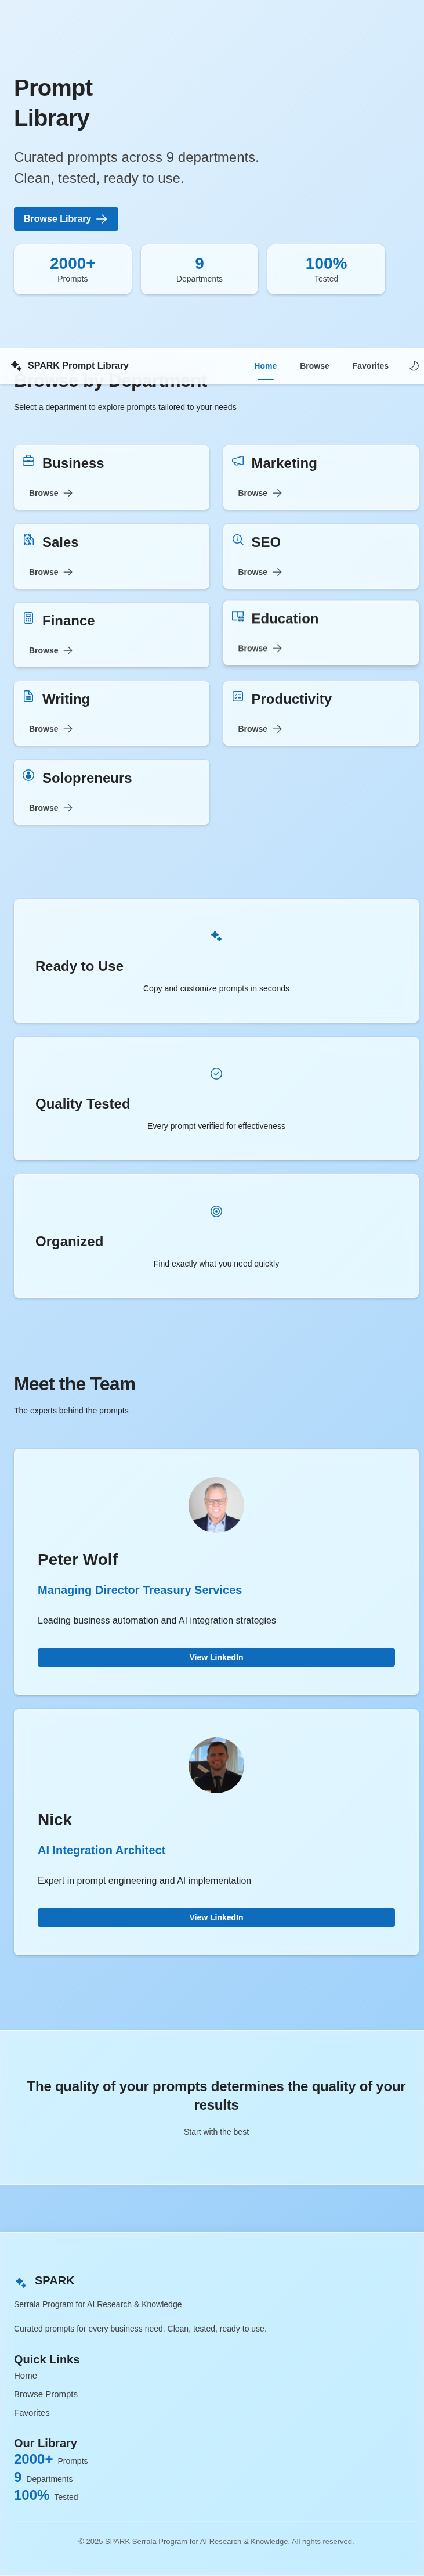 Prompt
Library
Curated prompts across 9 departments.
Clean, tested, ready to use.
Browse Library
2000+
Prompts
9
Departments
100%
Tested
SPARK Prompt Library
Home
Browse
Favorites
Browse by Department
Select a department to explore prompts tailored to your needs
Business
Browse
Marketing
Browse
Sales
Browse
SEO
Browse
Finance
Browse
Education
Browse
Writing
Browse
Productivity
Browse
Solopreneurs
Browse
Ready to Use
Copy and customize prompts in seconds
Quality Tested
Every prompt verified for effectiveness
Organized
Find exactly what you need quickly
Meet the Team
The experts behind the prompts
Peter Wolf
Managing Director Treasury Services
Leading business automation and AI integration strategies
View LinkedIn
Nick
AI Integration Architect
Expert in prompt engineering and AI implementation
View LinkedIn
The quality of your prompts determines the quality of your
results
Start with the best
SPARK
Serrala Program for AI Research & Knowledge
Curated prompts for every business need. Clean, tested, ready to use.
Quick Links
Home
Browse Prompts
Favorites
Our Library
2000+ Prompts
9 Departments
100% Tested
© 2025 SPARK Serrala Program for AI Research & Knowledge. All rights reserved.